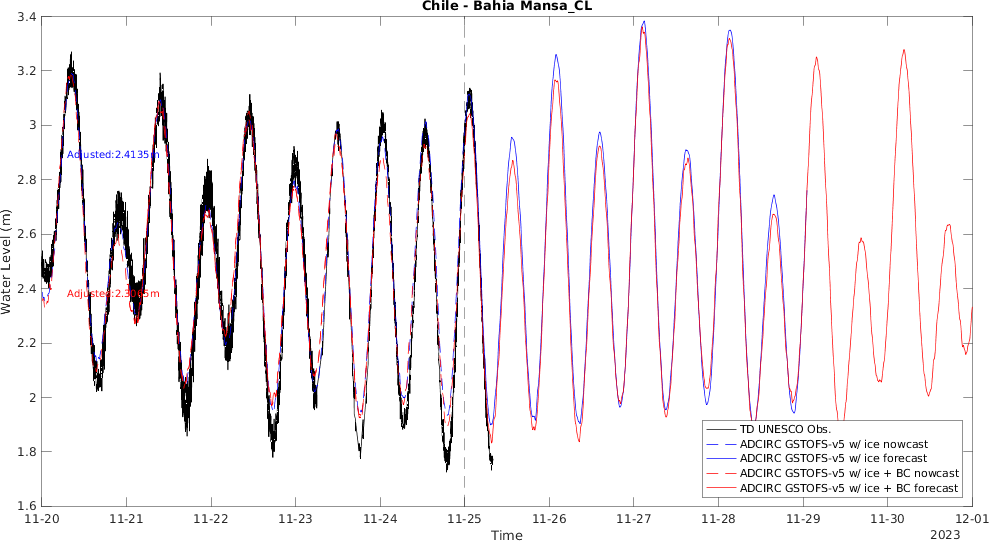 Chile - Bahia Mansa_CL
Water Level (m)
3.4
3.2
3
2.8
2.6
2.4
2.2
2
1.8
1.6
Adjusted:2.4135m
TD UNESCO Obs.
ADCIRC GSTOFS-v5 w/ ice nowcast
ADCIRC GSTOFS-v5 w/ ice forecast
ADCIRC GSTOFS-v5 w/ ice + BC nowcast
ADCIRC GSTOFS-v5 w/ ice + BC forecast
11-20 11-21 11-22 11-23 11-24 11-25 11-26 11-27 11-28 11-29 11-30 12-01
Time
2023